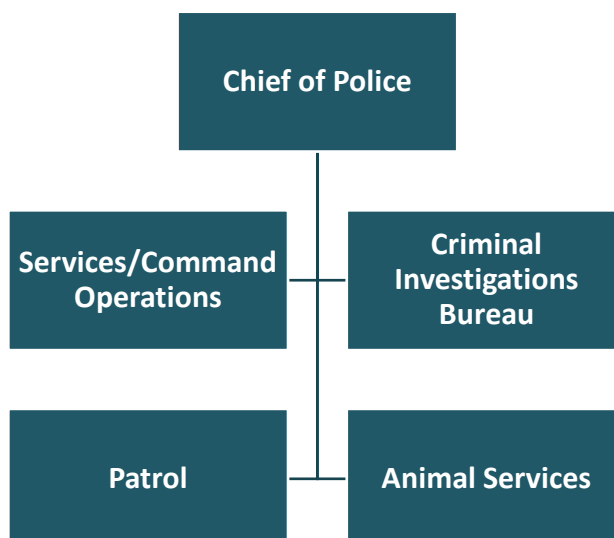 Chief of Police
Services/Command
Operations
Criminal
Investigations
Bureau
Patrol
Animal Services